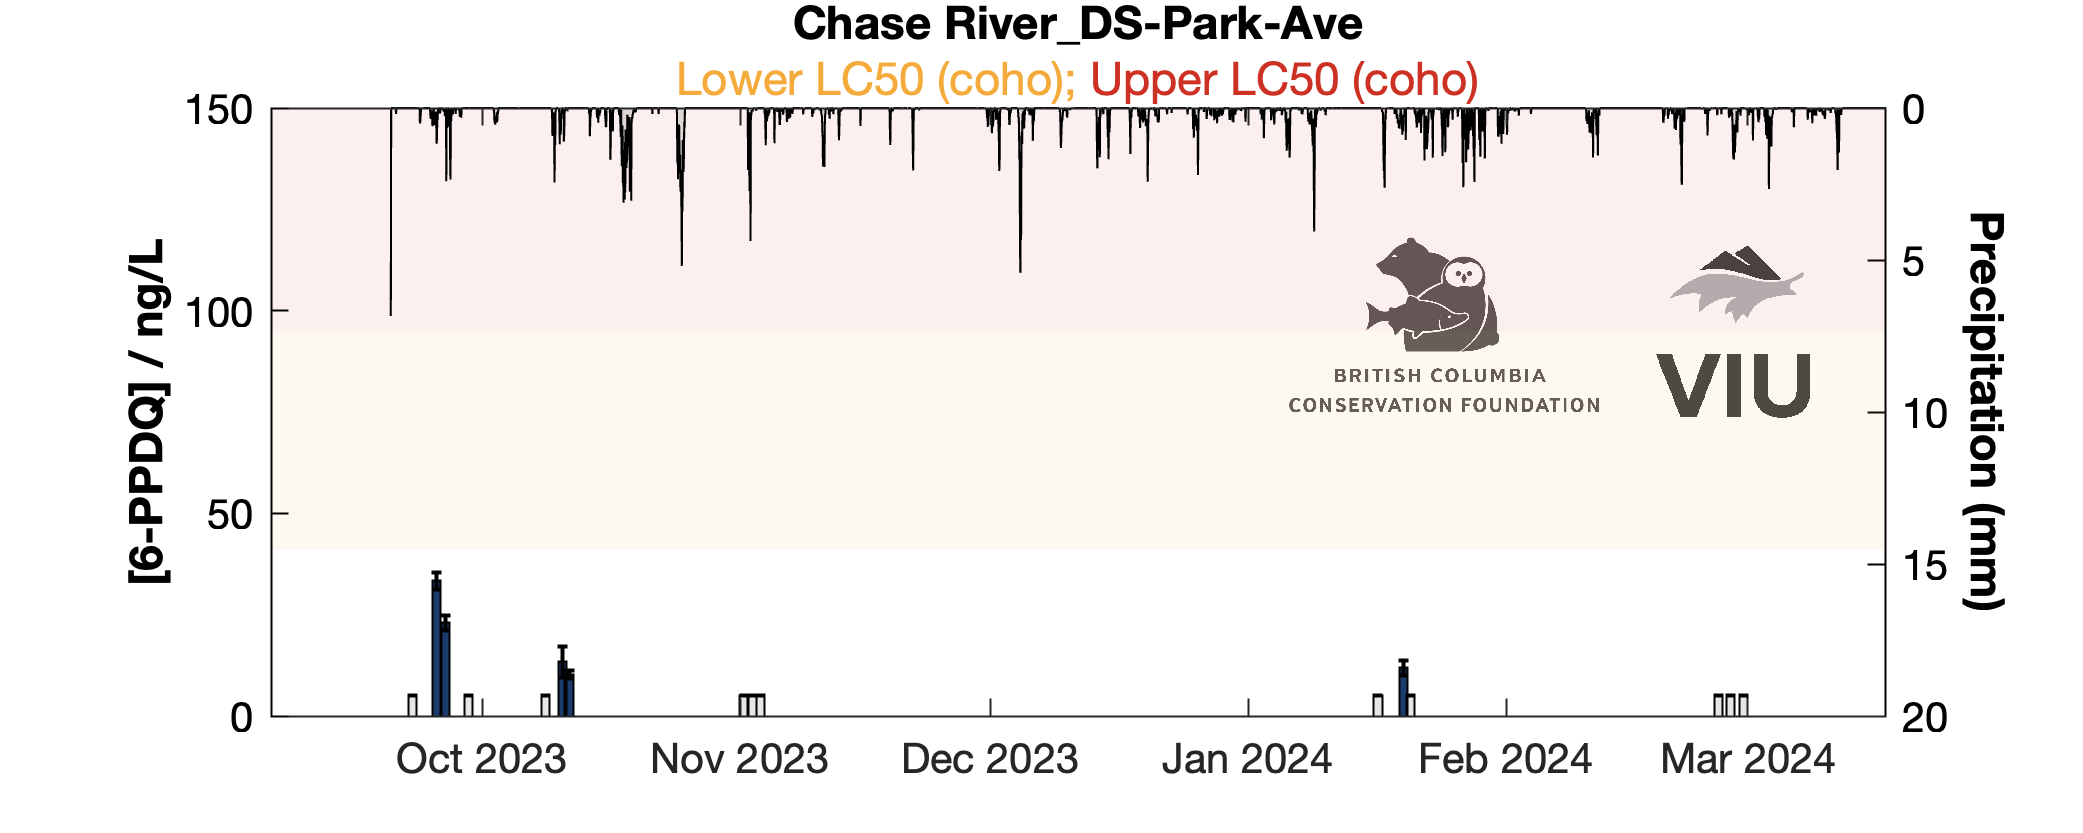 Chase River_DS-Park-Ave
Lower LC50 (coho); Upper LC50 (coho)
[6-PPDQ] / ng/L
150
100
50
0
0
5
10
15
20
Precipitation (mm)
BRITISH COLUMBIA
CONSERVATION FOUNDATION
VIU
Oct 2023
Nov 2023
Dec 2023
Jan 2024
Feb 2024
Mar 2024